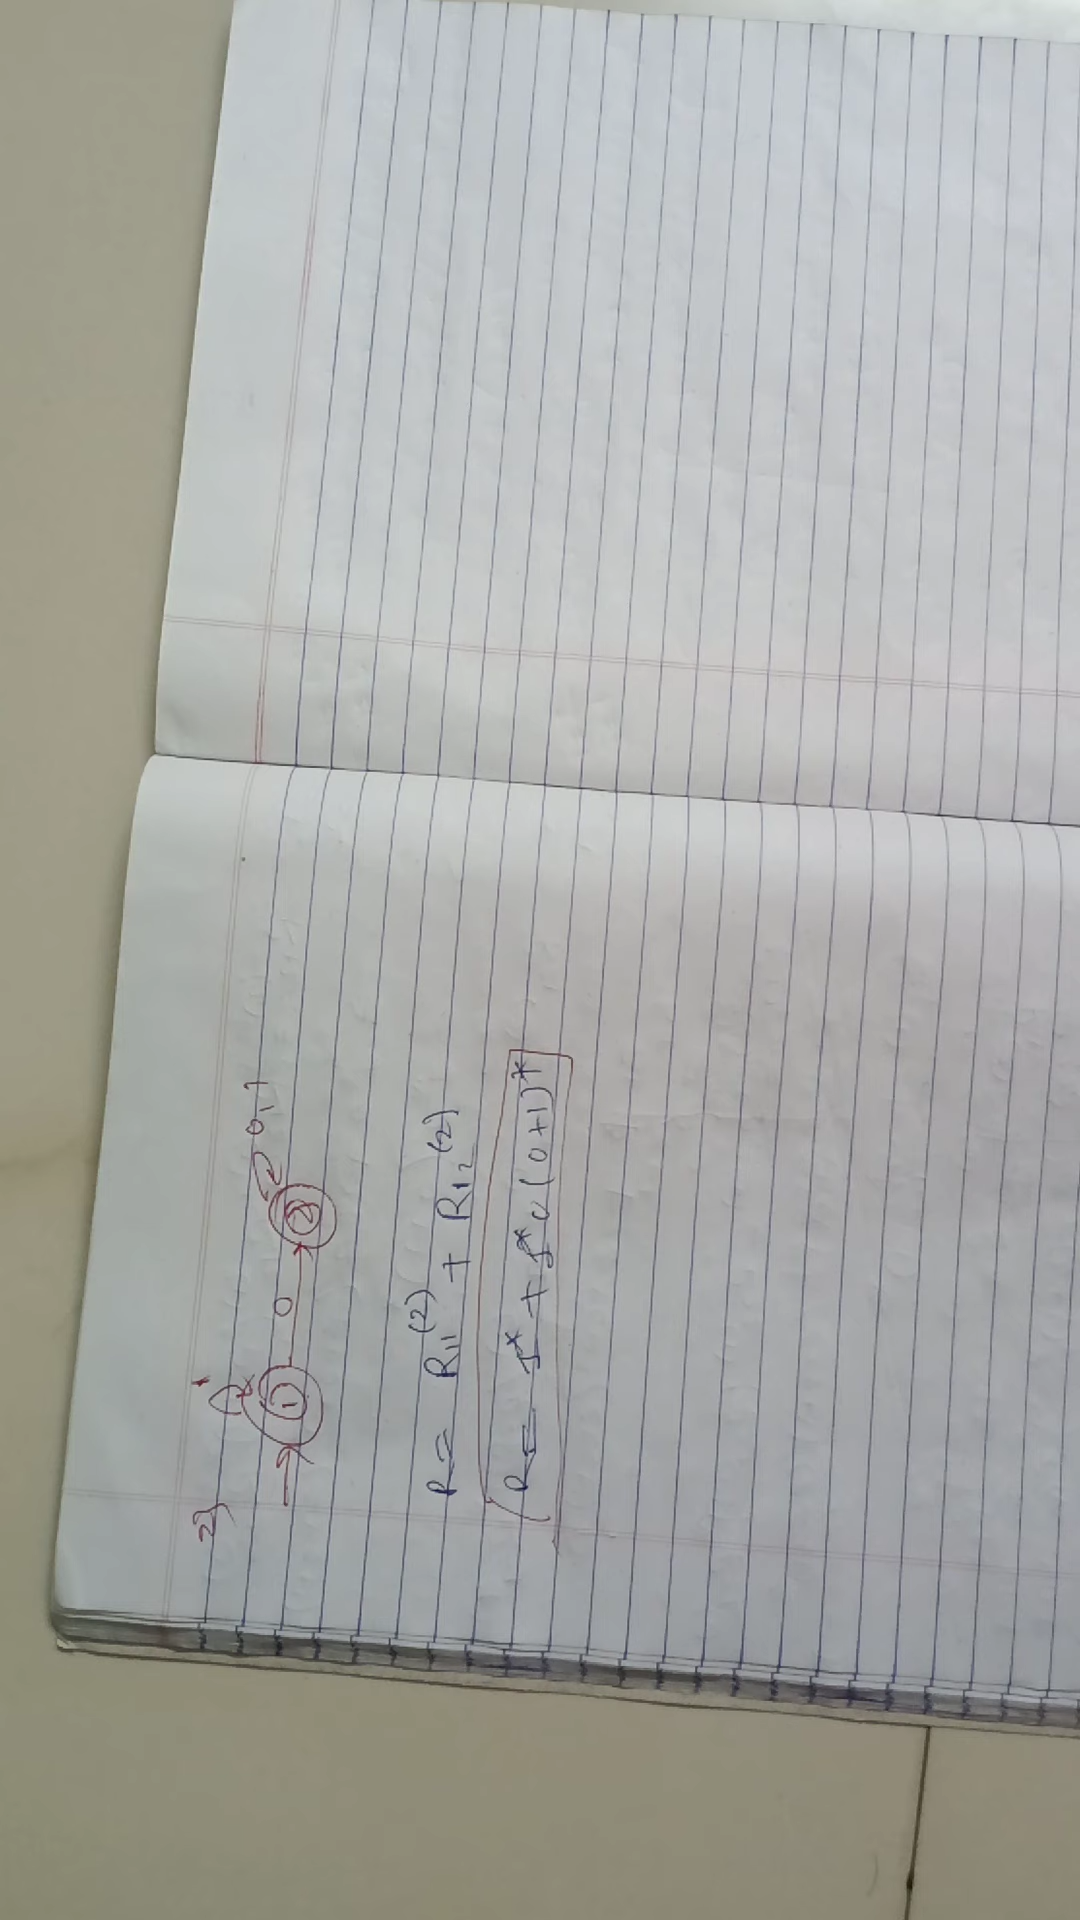 2)
1
→ 1 0 → 2 0,1
R = R₁₁⁽²⁾ + R₁₂⁽²⁾
R = 1* + 1*0(0+1)*